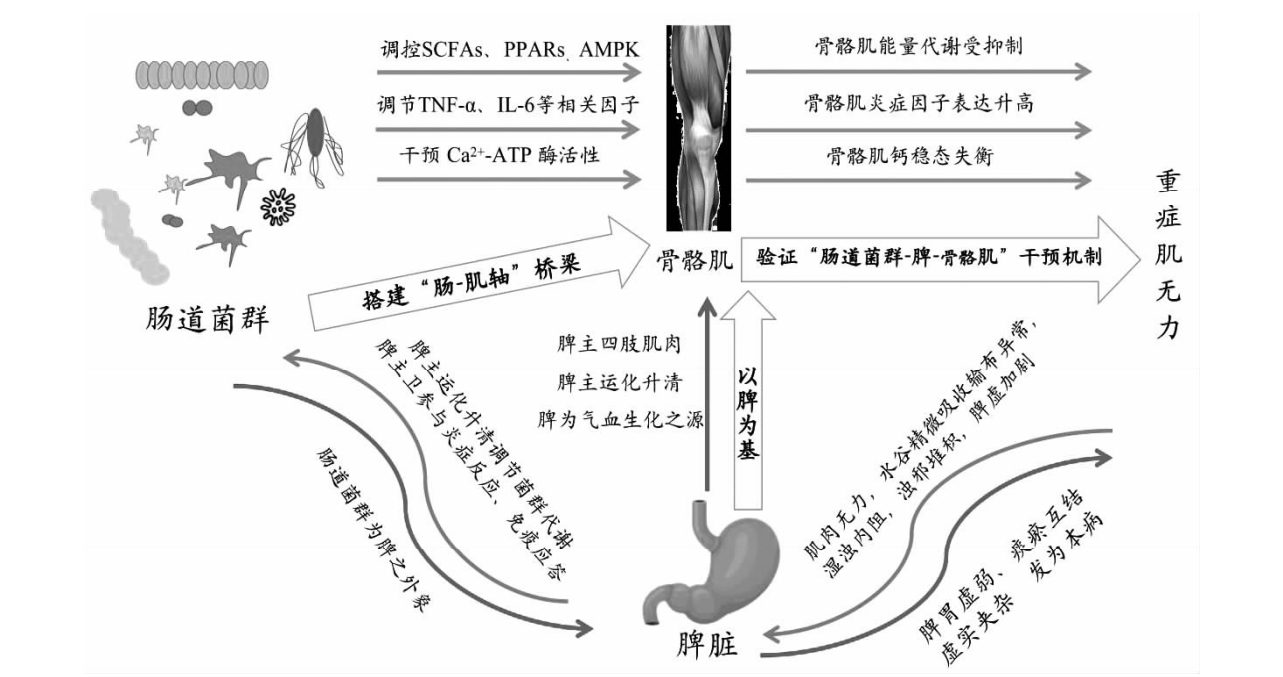 调控SCFAs、PPARs、AMPK
调节TNF-α、IL-6等相关因子
干预 Ca²⁺-ATP 酶活性
骨骼肌能量代谢受抑制
骨骼肌炎症因子表达升高
骨骼肌钙稳态失衡
重症肌无力
肠道菌群
搭建“肠-肌轴”桥梁
骨骼肌
验证“肠道菌群-脾-骨骼肌”干预机制
脾主运化升清调节菌群代谢
脾主卫参与炎症反应、免疫应答
肠道菌群为脾之外象
脾主四肢肌肉
脾主运化升清
脾为气血生化之源
以脾为基
肌肉无力，水谷精微吸收输布异常，
湿浊内阻，浊邪堆积，脾虚加剧
脾胃虚弱、痰瘀互结
虚实夹杂 发为本病
脾脏